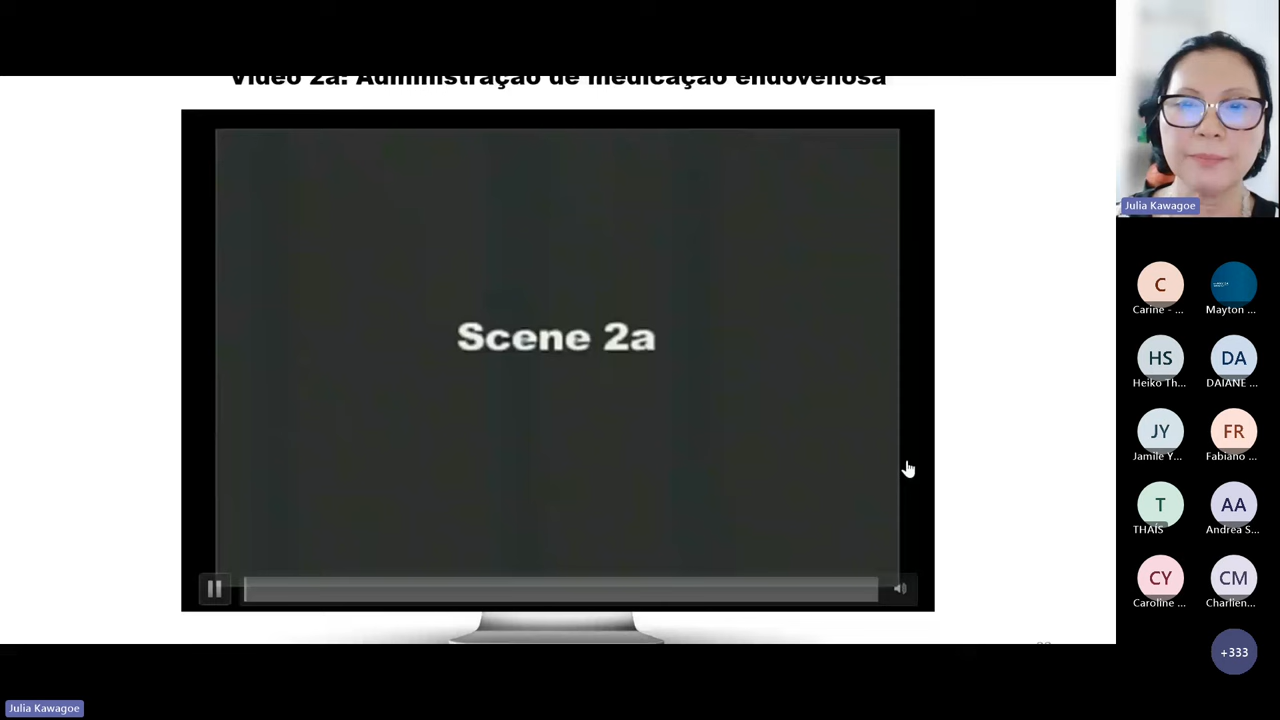 Vídeo 2a: Administração de medicação endovenosa
Scene 2a
Julia Kawagoe
C
Carine - ...
Mayton ...
HS
Heiko Th...
DA
DAIANE ...
JY
Jamile Y...
FR
Fabiano ...
T
THAÍS
AA
Andrea S...
CY
Caroline ...
CM
Charlien...
+333
Julia Kawagoe